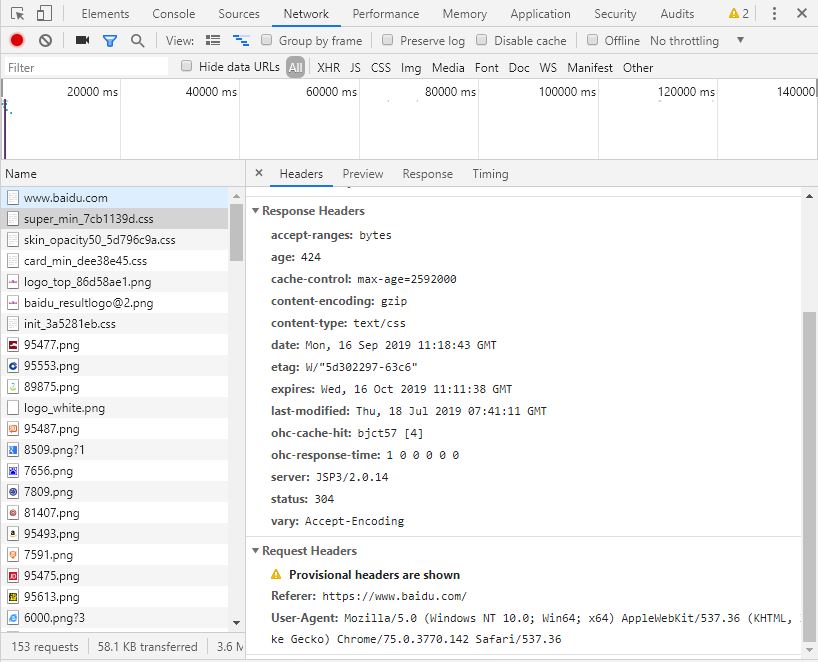 Elements Console Sources Network Performance Memory Application Security Audits 2
View: Group by frame Preserve log Disable cache Offline No throttling
Filter Hide data URLs All XHR JS CSS Img Media Font Doc WS Manifest Other
20000 ms 40000 ms 60000 ms 80000 ms 100000 ms 120000 ms 140000
Name
www.baidu.com
super_min_7cb1139d.css
skin_opacity50_5d796c9a.css
card_min_dee38e45.css
logo_top_86d58ae1.png
baidu_resultlogo@2.png
init_3a5281eb.css
95477.png
95553.png
89875.png
logo_white.png
95487.png
8509.png?1
7656.png
7809.png
81407.png
95493.png
7591.png
95475.png
95613.png
6000.png?3
153 requests 58.1 KB transferred 3.6 M
Headers Preview Response Timing
Response Headers
accept-ranges: bytes
age: 424
cache-control: max-age=2592000
content-encoding: gzip
content-type: text/css
date: Mon, 16 Sep 2019 11:18:43 GMT
etag: W/"5d302297-63c6"
expires: Wed, 16 Oct 2019 11:11:38 GMT
last-modified: Thu, 18 Jul 2019 07:41:11 GMT
ohc-cache-hit: bjct57 [4]
ohc-response-time: 1 0 0 0 0 0
server: JSP3/2.0.14
status: 304
vary: Accept-Encoding
Request Headers
Provisional headers are shown
Referer: https://www.baidu.com/
User-Agent: Mozilla/5.0 (Windows NT 10.0; Win64; x64) AppleWebKit/537.36 (KHTML,
ke Gecko) Chrome/75.0.3770.142 Safari/537.36